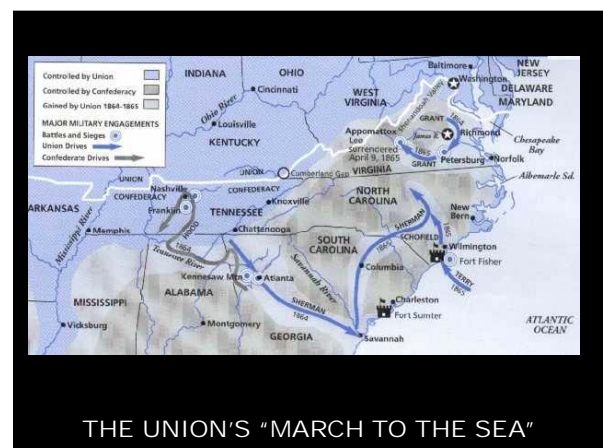 Controlled by Union
Controlled by Confederacy
Gained by Union 1864-1865
MAJOR MILITARY ENGAGEMENTS
Battles and Sieges
Union Drives
Confederate Drives
INDIANA
OHIO
Cincinnati
Ohio River
Louisville
KENTUCKY
WEST
VIRGINIA
Baltimore
Washington
NEW
JERSEY
DELAWARE
MARYLAND
Shenandoah Valley
GRANT
1864
James R.
Richmond
Chesapeake
Bay
Appomattox
Lee
Surrendered
April 9, 1865
1865
GRANT
Petersburg
Norfolk
VIRGINIA
Albemarle Sd.
UNION
CONFEDERACY
Cumberland Gap
UNION
CONFEDERACY
Nashville
Franklin
HOOD
ARKANSAS
Mississippi River
Memphis
TENNESSEE
Knoxville
Chattanooga
1864
Tennessee River
NORTH
CAROLINA
New
Bern
SHERMAN
1865
SCHOFIELD
Wilmington
Fort Fisher
TERRY
1865
SOUTH
CAROLINA
Columbia
Savannah River
Kennesaw Mtn.
Atlanta
Charleston
Fort Sumter
MISSISSIPPI
ALABAMA
SHERMAN
1864
Vicksburg
Montgomery
GEORGIA
Savannah
ATLANTIC
OCEAN
THE UNION'S “MARCH TO THE SEA”